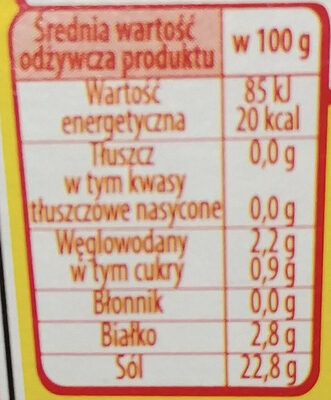 Średnia wartość
odżywcza produktu w 100 g
Wartość 85 kJ
energetyczna 20 kcal
Tłuszcz 0,0 g
w tym kwasy
tłuszczowe nasycone 0,0 g
Węglowodany 2,2 g
w tym cukry 0,9 g
Błonnik 0,0 g
Białko 2,8 g
Sól 22,8 g